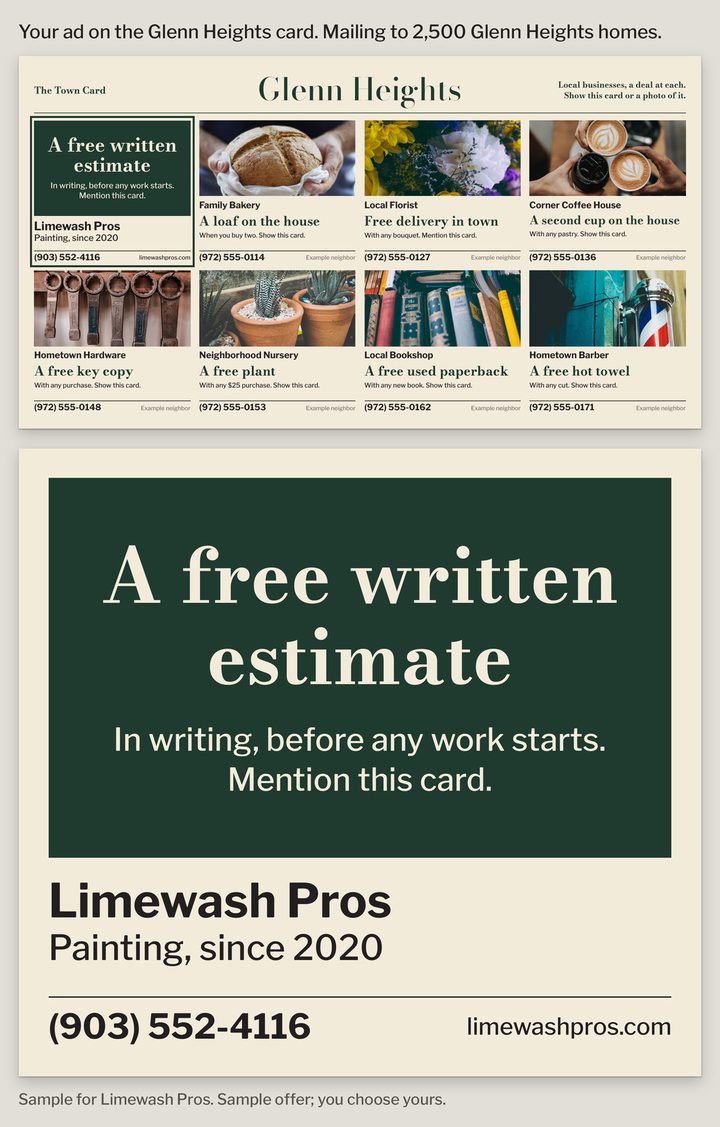 Your ad on the Glenn Heights card. Mailing to 2,500 Glenn Heights homes.
The Town Card
Glenn Heights
Local businesses, a deal at each.
Show this card or a photo of it.
A free written
estimate
In writing, before any work starts.
Mention this card.
Limewash Pros
Painting, since 2020
(903) 552-4116
limewashpros.com
Family Bakery
A loaf on the house
When you buy two. Show this card.
(972) 555-0114
Example neighbor
Local Florist
Free delivery in town
With any bouquet. Mention this card.
(972) 555-0127
Example neighbor
Corner Coffee House
A second cup on the house
With any pastry. Show this card.
(972) 555-0136
Example neighbor
Hometown Hardware
A free key copy
With any purchase. Show this card.
(972) 555-0148
Example neighbor
Neighborhood Nursery
A free plant
With any $25 purchase. Show this card.
(972) 555-0153
Example neighbor
Local Bookshop
A free used paperback
With any new book. Show this card.
(972) 555-0162
Example neighbor
Hometown Barber
A free hot towel
With any cut. Show this card.
(972) 555-0171
Example neighbor
A free written
estimate
In writing, before any work starts.
Mention this card.
Limewash Pros
Painting, since 2020
(903) 552-4116
limewashpros.com
Sample for Limewash Pros. Sample offer; you choose yours.